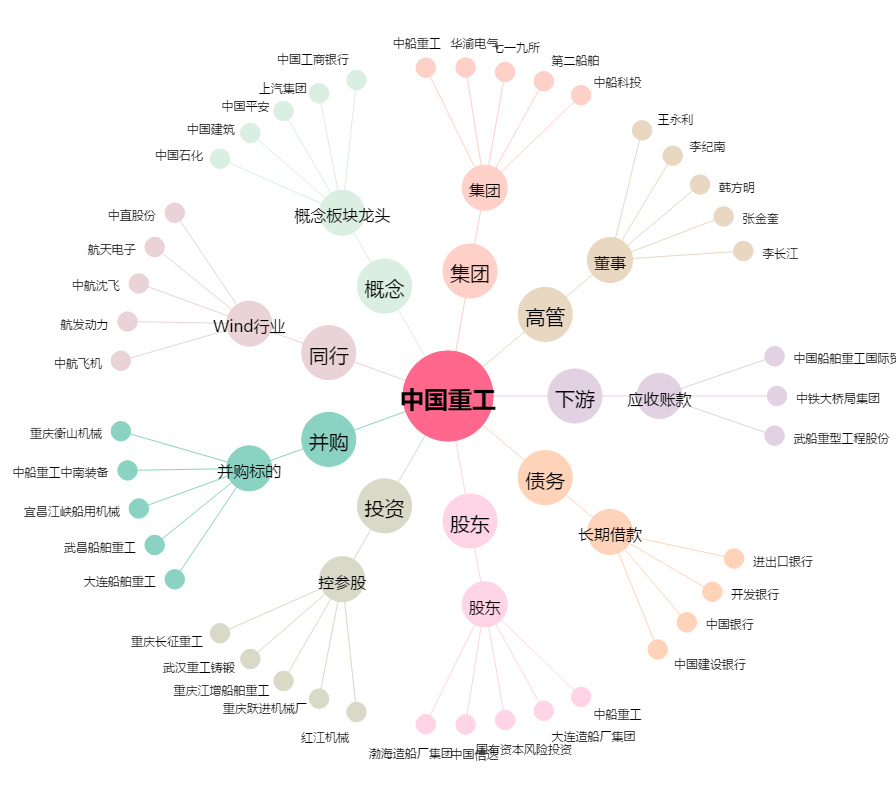 中国重工
集团
集团
中船重工
华渝电气
七一九所
第二船舶
中船科投
高管
董事
王永利
李纪南
韩方明
张金奎
李长江
下游
应收账款
中国船舶重工国际贸
中铁大桥局集团
武船重型工程股份
债务
长期借款
进出口银行
开发银行
中国银行
中国建设银行
股东
股东
中船重工
大连造船厂集团
国有资本风险投资
中国信达
渤海造船厂集团
投资
控参股
红江机械
重庆跃进机械厂
重庆江增船舶重工
武汉重工铸锻
重庆长征重工
并购
并购标的
大连船舶重工
武昌船舶重工
宜昌江峡船用机械
中船重工中南装备
重庆衡山机械
同行
Wind行业
中航飞机
航发动力
中航沈飞
航天电子
中直股份
概念
概念板块龙头
中国石化
中国建筑
中国平安
上汽集团
中国工商银行